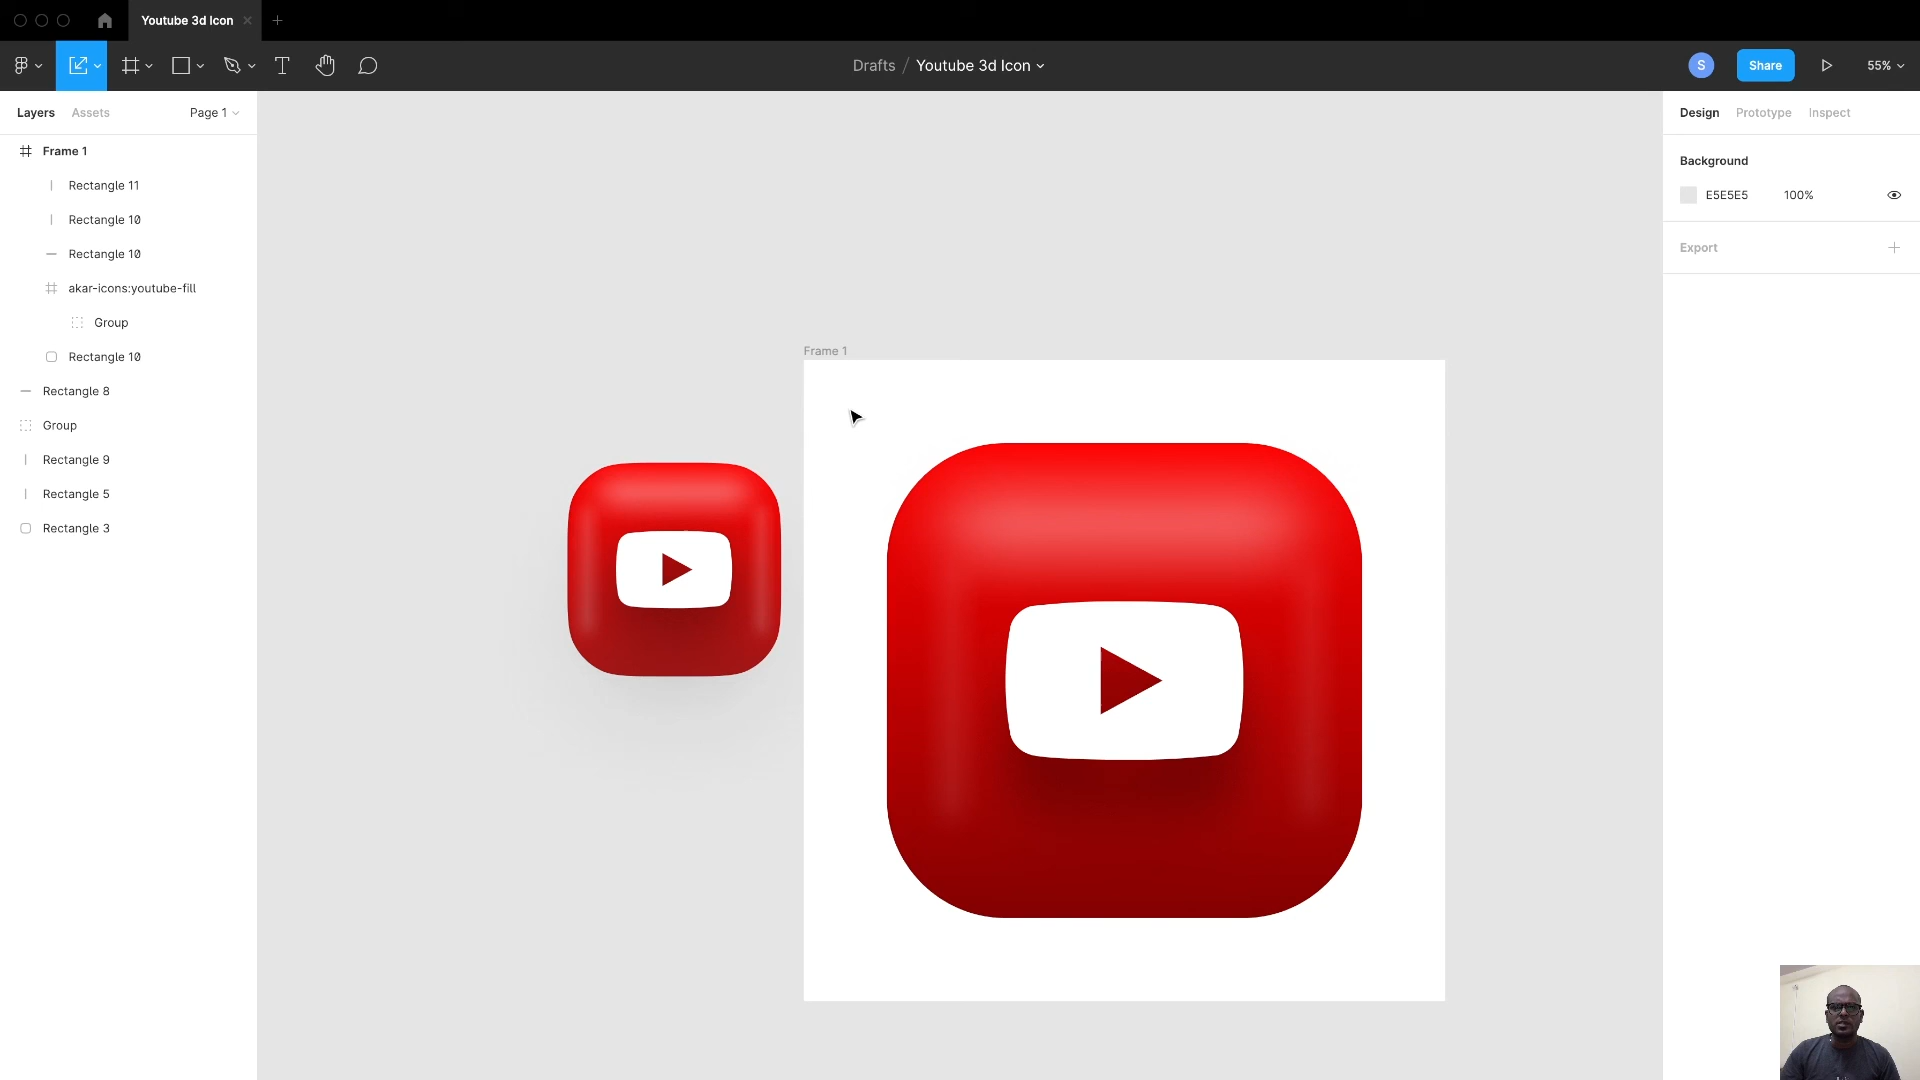 Youtube 3d Icon
Drafts / Youtube 3d Icon
S
Share
55%
Layers
Assets
Page 1
Frame 1
Rectangle 11
Rectangle 10
Rectangle 10
akar-icons:youtube-fill
Group
Rectangle 10
Rectangle 8
Group
Rectangle 9
Rectangle 5
Rectangle 3
Frame 1
Design
Prototype
Inspect
Background
E5E5E5
100%
Export